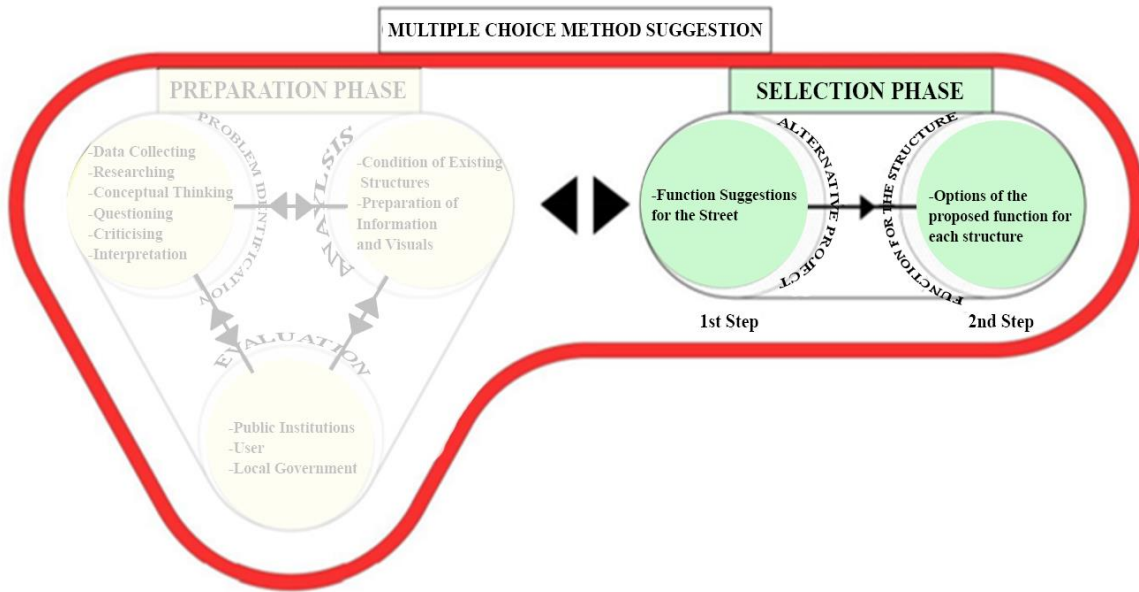 MULTIPLE CHOICE METHOD SUGGESTION
PREPARATION PHASE
PROBLEM IDENTIFICATION
-Data Collecting
-Researching
-Conceptual Thinking
-Questioning
-Criticising
-Interpretation
ANALYSIS
-Condition of Existing
Structures
-Preparation of
Information
and Visuals
EVALUATION
-Public Institutions
-User
-Local Government
SELECTION PHASE
ALTERNATIVE PROJECT
-Function Suggestions
for the Street
1st Step
FUNCTION FOR THE STRUCTURE
-Options of the
proposed function for
each structure
2nd Step